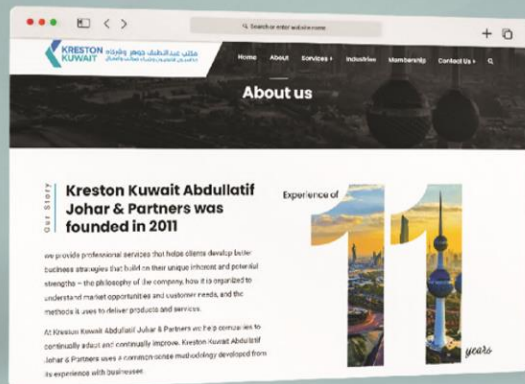 Search or enter website name
KRESTON
KUWAIT
Home About Services Industries Membership Contact Us
About us
Our Story
Kreston Kuwait Abdullatif
Johar & Partners was
founded in 2011
we provide professional services that helps clients develop better
business strategies that build on their unique inherent and potential
strengths – the philosophy of the company, how it is organized to
understand market opportunities and customer needs, and the
methods it uses to deliver products and services.
At Kreston Kuwait Abdullatif Johar & Partners we help companies to
continually adapt and continually improve. Kreston Kuwait Abdullatif
Johar & Partners uses a common-sense methodology developed from
its experience with businesses.
Experience of
11
years